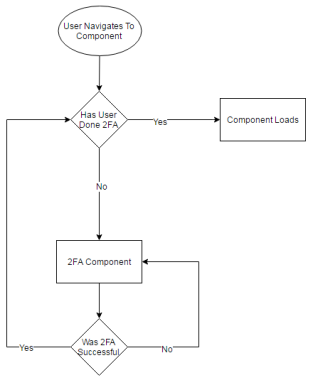 User Navigates To
Component
Has User
Done 2FA
Yes
Component Loads
No
2FA Component
Was 2FA
Successful
Yes
No